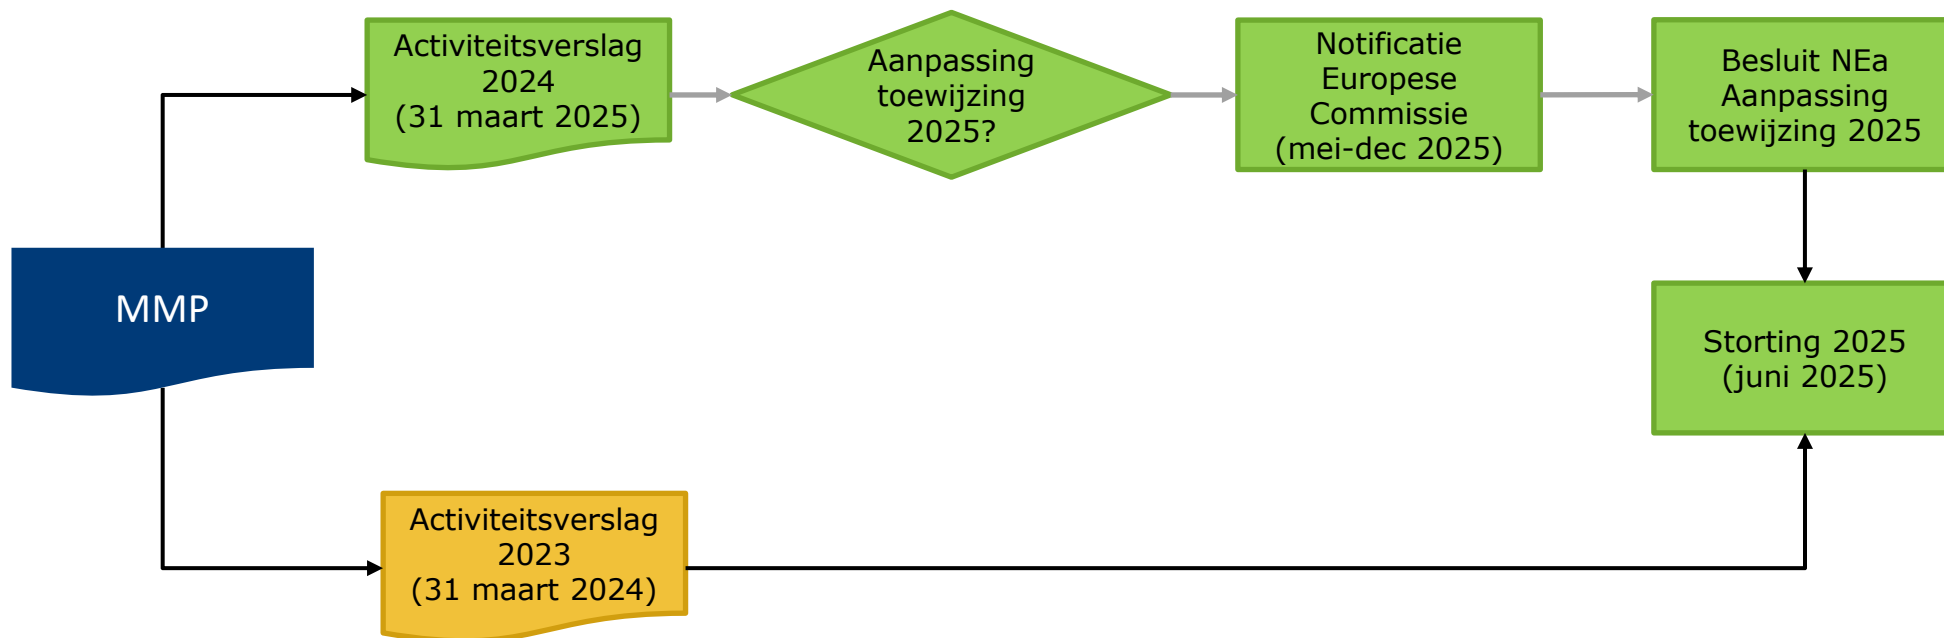 Activiteitsverslag
2024
(31 maart 2025)
Aanpassing
toewijzing
2025?
Notificatie
Europese
Commissie
(mei-dec 2025)
Besluit NEa
Aanpassing
toewijzing 2025
MMP
Storting 2025
(juni 2025)
Activiteitsverslag
2023
(31 maart 2024)